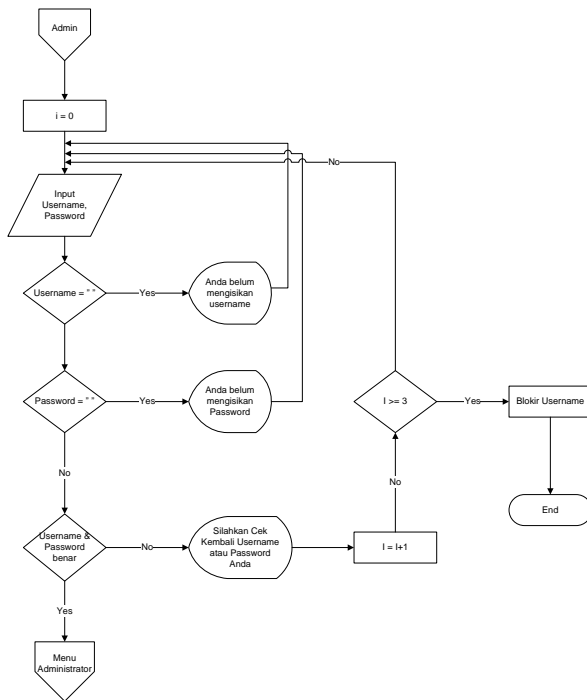 Admin
i = 0
No
Input
Username,
Password
Username = " "
Yes
Anda belum
mengisikan
username
Password = " "
Yes
Anda belum
mengisikan
Password
I >= 3
Yes
Blokir Username
No
No
End
Username &
Password
benar
No
Silahkan Cek
Kembali Username
atau Password
Anda
I = I+1
Yes
Menu
Administrator